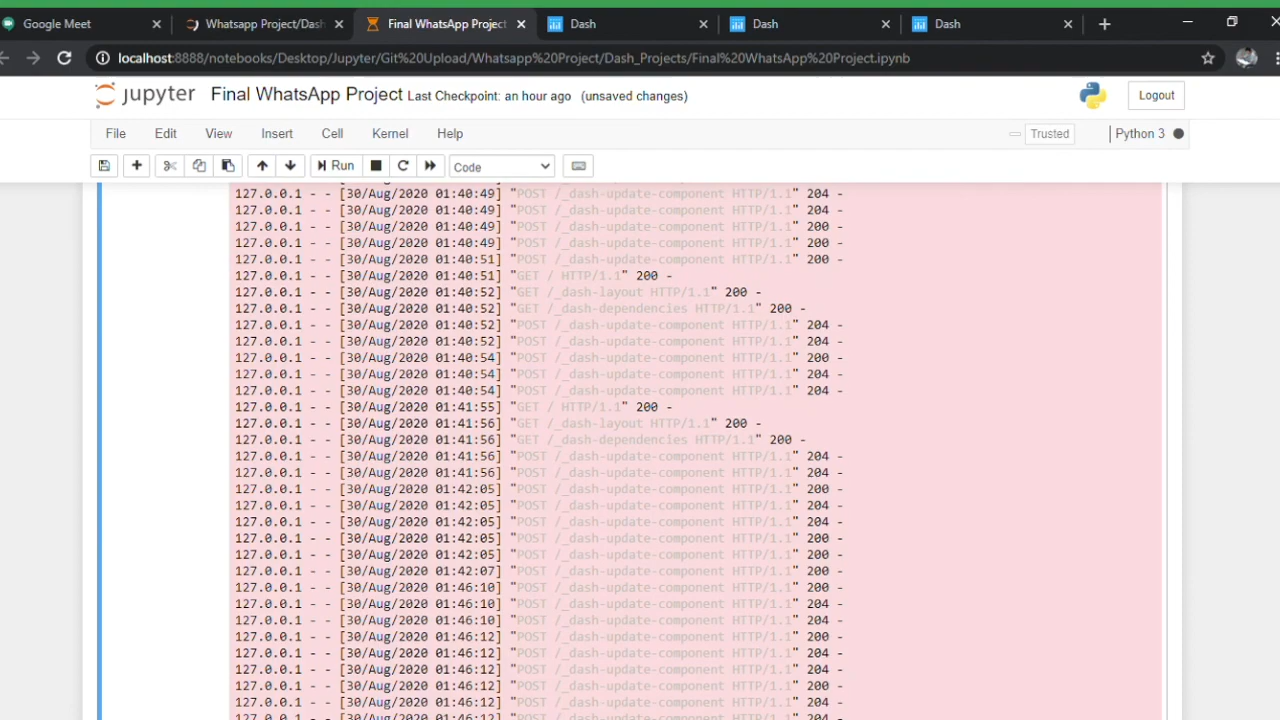 Google Meet
Whatsapp Project/Dash
Final WhatsApp Project
Dash
Dash
Dash
localhost:8888/notebooks/Desktop/Jupyter/Git%20Upload/Whatsapp%20Project/Dash_Projects/Final%20WhatsApp%20Project.ipynb
jupyter Final WhatsApp Project Last Checkpoint: an hour ago (unsaved changes)
Logout
File Edit View Insert Cell Kernel Help
Trusted
Python 3
Run
Code
127.0.0.1 - - [30/Aug/2020 01:40:49] "POST /_dash-update-component HTTP/1.1" 204 -
127.0.0.1 - - [30/Aug/2020 01:40:49] "POST /_dash-update-component HTTP/1.1" 204 -
127.0.0.1 - - [30/Aug/2020 01:40:49] "POST /_dash-update-component HTTP/1.1" 200 -
127.0.0.1 - - [30/Aug/2020 01:40:49] "POST /_dash-update-component HTTP/1.1" 200 -
127.0.0.1 - - [30/Aug/2020 01:40:51] "POST /_dash-update-component HTTP/1.1" 200 -
127.0.0.1 - - [30/Aug/2020 01:40:51] "GET / HTTP/1.1" 200 -
127.0.0.1 - - [30/Aug/2020 01:40:52] "GET /_dash-layout HTTP/1.1" 200 -
127.0.0.1 - - [30/Aug/2020 01:40:52] "GET /_dash-dependencies HTTP/1.1" 200 -
127.0.0.1 - - [30/Aug/2020 01:40:52] "POST /_dash-update-component HTTP/1.1" 204 -
127.0.0.1 - - [30/Aug/2020 01:40:52] "POST /_dash-update-component HTTP/1.1" 204 -
127.0.0.1 - - [30/Aug/2020 01:40:54] "POST /_dash-update-component HTTP/1.1" 200 -
127.0.0.1 - - [30/Aug/2020 01:40:54] "POST /_dash-update-component HTTP/1.1" 204 -
127.0.0.1 - - [30/Aug/2020 01:40:54] "POST /_dash-update-component HTTP/1.1" 204 -
127.0.0.1 - - [30/Aug/2020 01:41:55] "GET / HTTP/1.1" 200 -
127.0.0.1 - - [30/Aug/2020 01:41:56] "GET /_dash-layout HTTP/1.1" 200 -
127.0.0.1 - - [30/Aug/2020 01:41:56] "GET /_dash-dependencies HTTP/1.1" 200 -
127.0.0.1 - - [30/Aug/2020 01:41:56] "POST /_dash-update-component HTTP/1.1" 204 -
127.0.0.1 - - [30/Aug/2020 01:41:56] "POST /_dash-update-component HTTP/1.1" 204 -
127.0.0.1 - - [30/Aug/2020 01:42:05] "POST /_dash-update-component HTTP/1.1" 200 -
127.0.0.1 - - [30/Aug/2020 01:42:05] "POST /_dash-update-component HTTP/1.1" 204 -
127.0.0.1 - - [30/Aug/2020 01:42:05] "POST /_dash-update-component HTTP/1.1" 204 -
127.0.0.1 - - [30/Aug/2020 01:42:05] "POST /_dash-update-component HTTP/1.1" 200 -
127.0.0.1 - - [30/Aug/2020 01:42:05] "POST /_dash-update-component HTTP/1.1" 200 -
127.0.0.1 - - [30/Aug/2020 01:42:07] "POST /_dash-update-component HTTP/1.1" 200 -
127.0.0.1 - - [30/Aug/2020 01:46:10] "POST /_dash-update-component HTTP/1.1" 200 -
127.0.0.1 - - [30/Aug/2020 01:46:10] "POST /_dash-update-component HTTP/1.1" 204 -
127.0.0.1 - - [30/Aug/2020 01:46:10] "POST /_dash-update-component HTTP/1.1" 204 -
127.0.0.1 - - [30/Aug/2020 01:46:12] "POST /_dash-update-component HTTP/1.1" 200 -
127.0.0.1 - - [30/Aug/2020 01:46:12] "POST /_dash-update-component HTTP/1.1" 204 -
127.0.0.1 - - [30/Aug/2020 01:46:12] "POST /_dash-update-component HTTP/1.1" 204 -
127.0.0.1 - - [30/Aug/2020 01:46:12] "POST /_dash-update-component HTTP/1.1" 200 -
127.0.0.1 - - [30/Aug/2020 01:46:12] "POST /_dash-update-component HTTP/1.1" 204 -